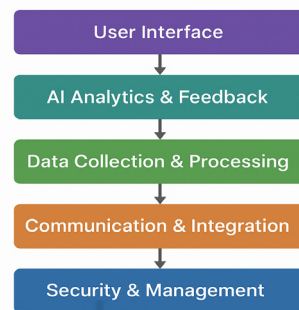 User Interface
AI Analytics & Feedback
Data Collection & Processing
Communication & Integration
Security & Management